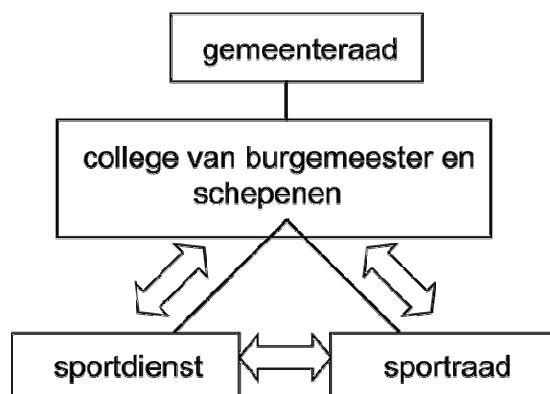 gemeenteraad
college van burgemeester en
schepenen
sportdienst
sportraad